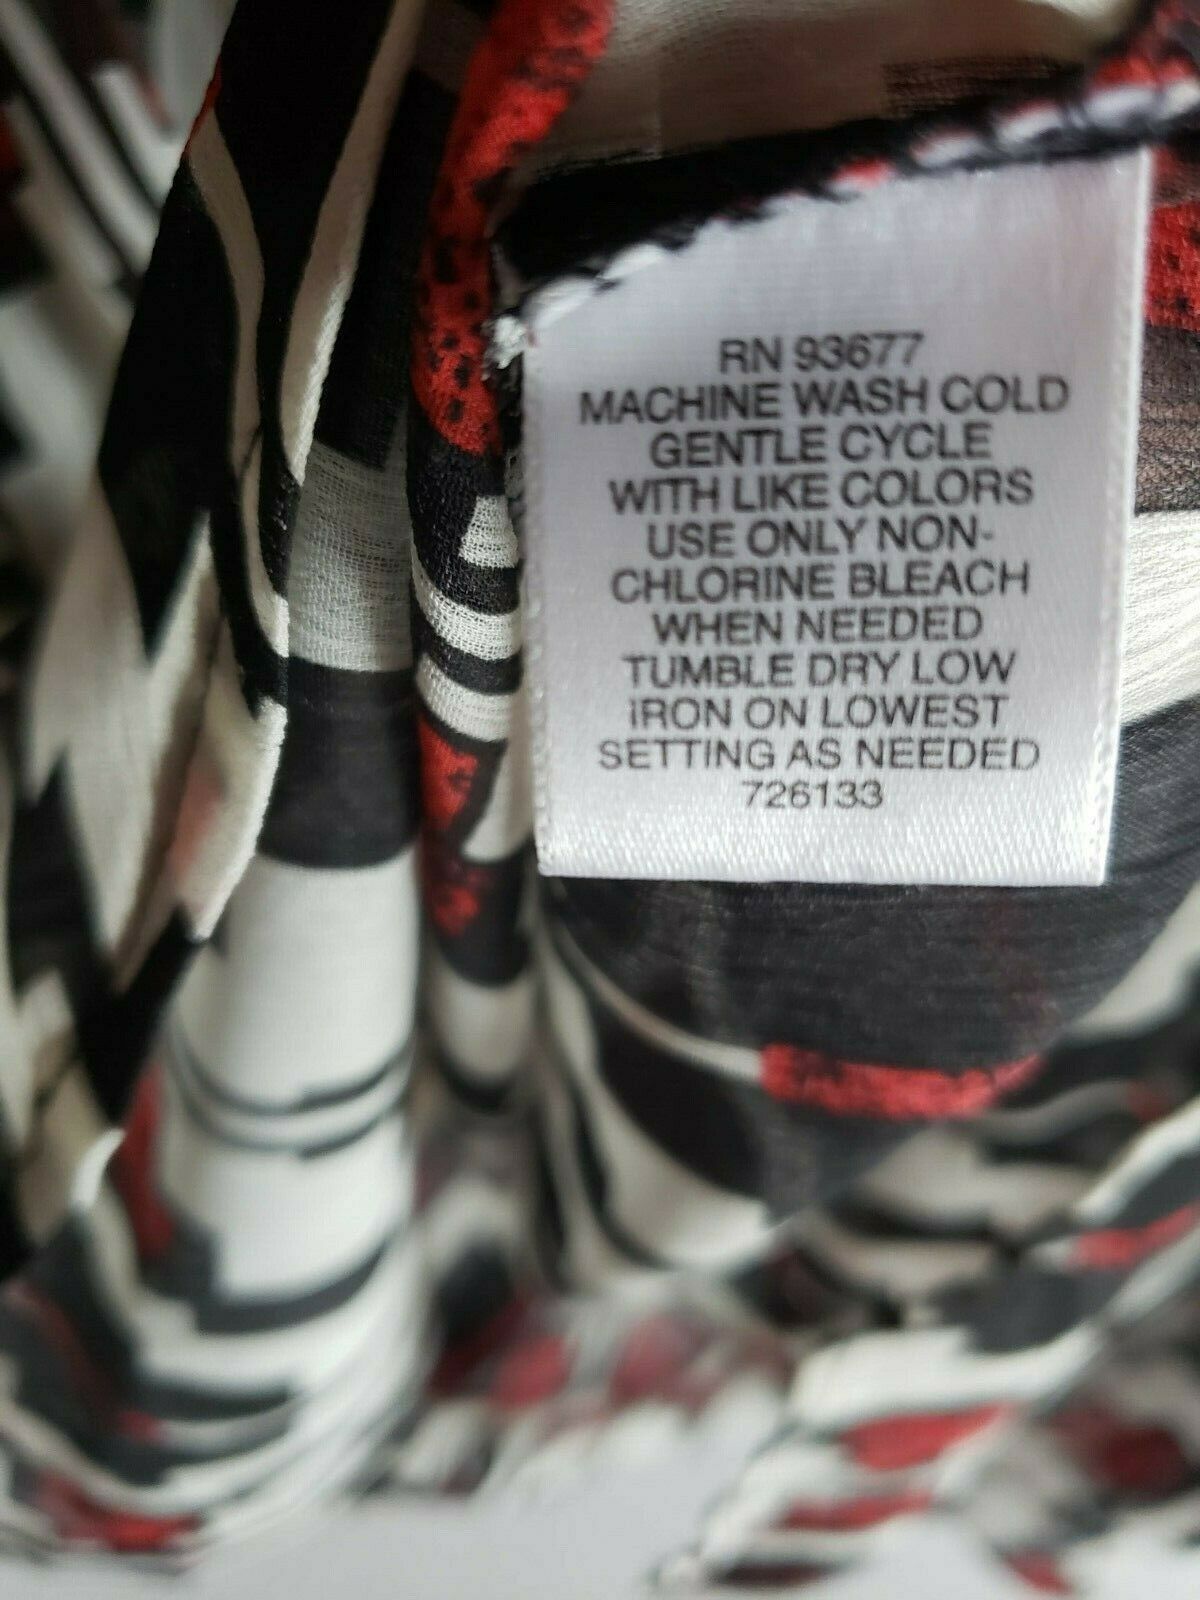 RN 93677
MACHINE WASH COLD
GENTLE CYCLE
WITH LIKE COLORS
USE ONLY NON-
CHLORINE BLEACH
WHEN NEEDED
TUMBLE DRY LOW
IRON ON LOWEST
SETTING AS NEEDED
726133